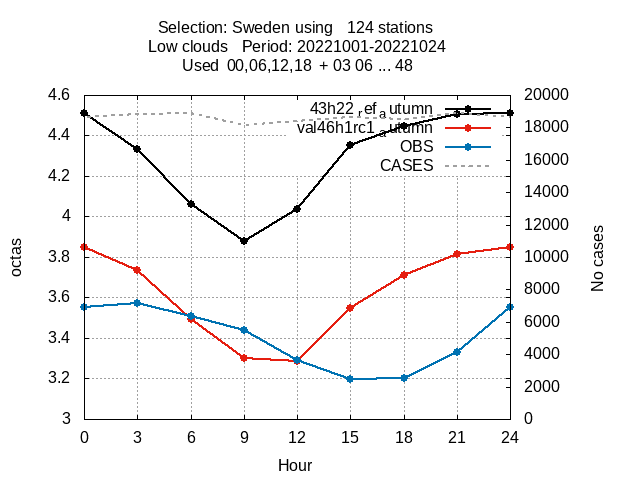 Selection: Sweden using 124 stations
Low clouds Period: 20221001-20221024
Used 00,06,12,18 + 03 06 ... 48
4.6
4.4
4.2
4
3.8
3.6
3.4
3.2
3
octas
20000
18000
16000
14000
12000
10000
8000
6000
4000
2000
0
No cases
43h22_ref_autumn
val46h1rc1_autumn
OBS
CASES
0 3 6 9 12 15 18 21 24
Hour